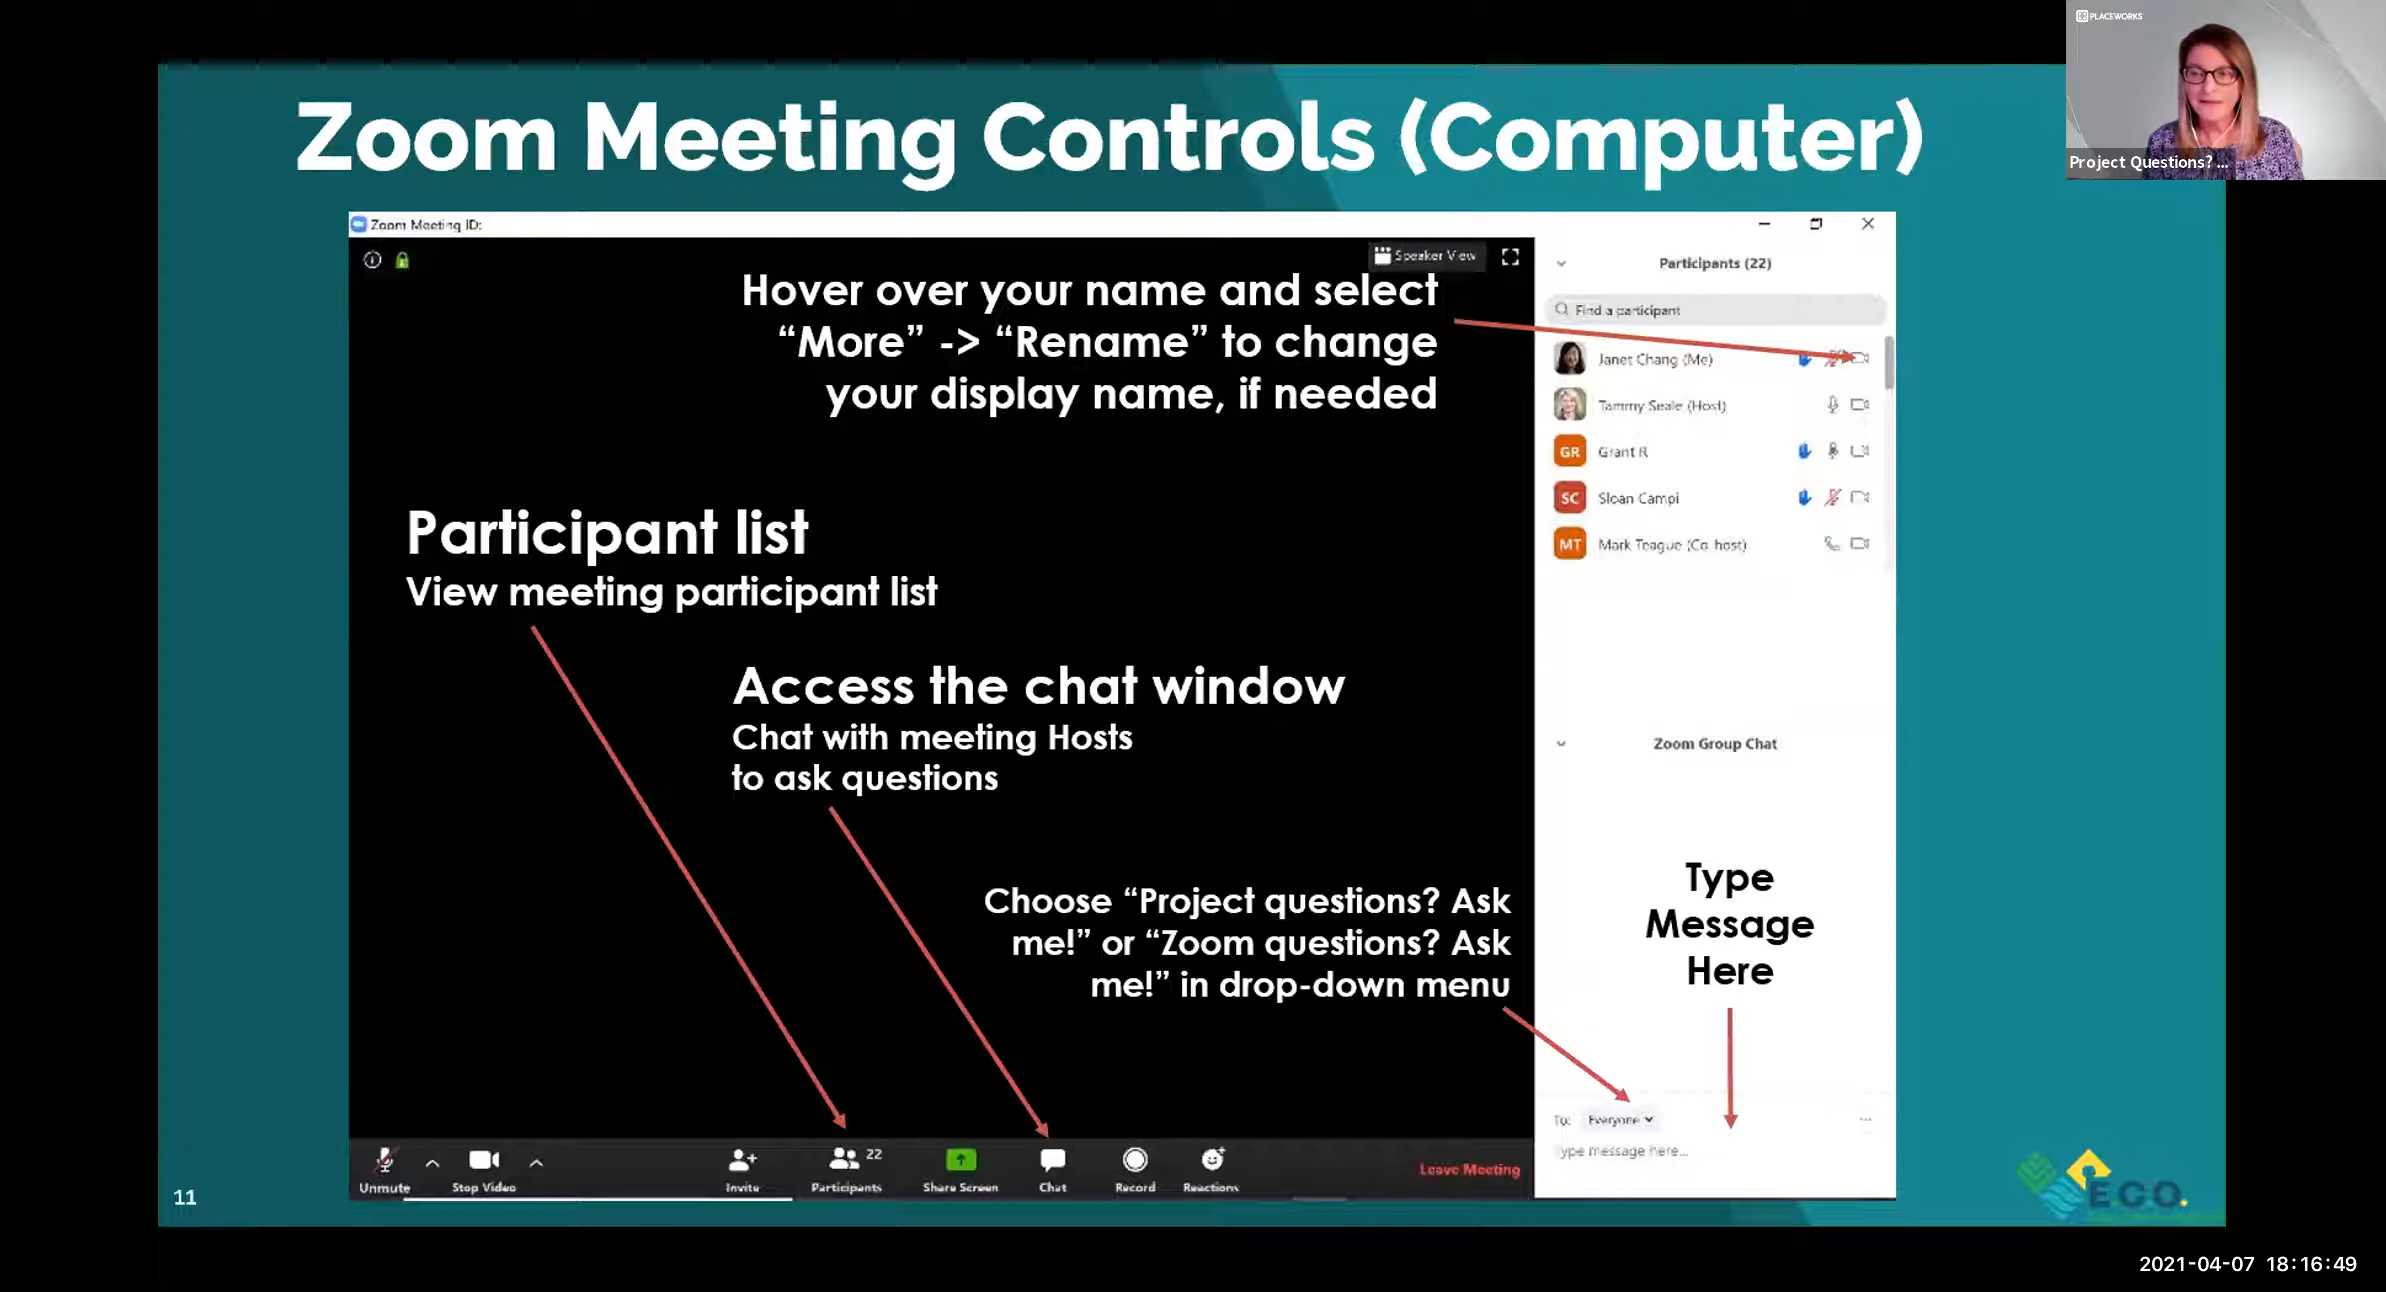 PLACEWORKS
Project Questions? ...
Zoom Meeting Controls (Computer)
Zoom Meeting ID:
Speaker View
Hover over your name and select
“More” -> “Rename” to change
your display name, if needed
Participants (22)
Find a participant
Janet Chang (Me)
Tammy Seale (Host)
GR Grant R
SC Sloan Campi
MT Mark Teague (Co-host)
Participant list
View meeting participant list
Access the chat window
Chat with meeting Hosts
to ask questions
Zoom Group Chat
Choose “Project questions? Ask
me!” or “Zoom questions? Ask
me!” in drop-down menu
Type
Message
Here
To: Everyone
...
Type message here...
22
Unmute
Stop Video
Invite
Participants
Share Screen
Chat
Record
Reactions
Leave Meeting
11
EGO.
2021-04-07 18:16:49